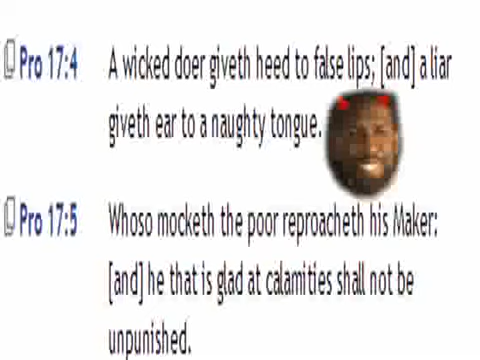 Pro 17:4 A wicked doer giveth heed to false lips; [and] a liar
giveth ear to a naughty tongue.
Pro 17:5 Whoso mocketh the poor reproacheth his Maker:
[and] he that is glad at calamities shall not be
unpunished.